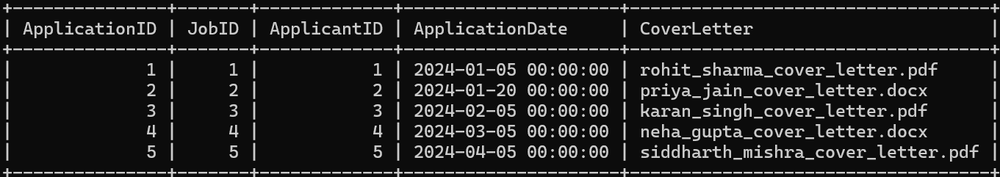 +---------------+-------+-------------+---------------------+----------------------------------+
| ApplicationID | JobID | ApplicantID | ApplicationDate     | CoverLetter                      |
+---------------+-------+-------------+---------------------+----------------------------------+
|             1 |     1 |           1 | 2024-01-05 00:00:00 | rohit_sharma_cover_letter.pdf    |
|             2 |     2 |           2 | 2024-01-20 00:00:00 | priya_jain_cover_letter.docx     |
|             3 |     3 |           3 | 2024-02-05 00:00:00 | karan_singh_cover_letter.pdf     |
|             4 |     4 |           4 | 2024-03-05 00:00:00 | neha_gupta_cover_letter.docx     |
|             5 |     5 |           5 | 2024-04-05 00:00:00 | siddharth_mishra_cover_letter.pdf |
+---------------+-------+-------------+---------------------+----------------------------------+